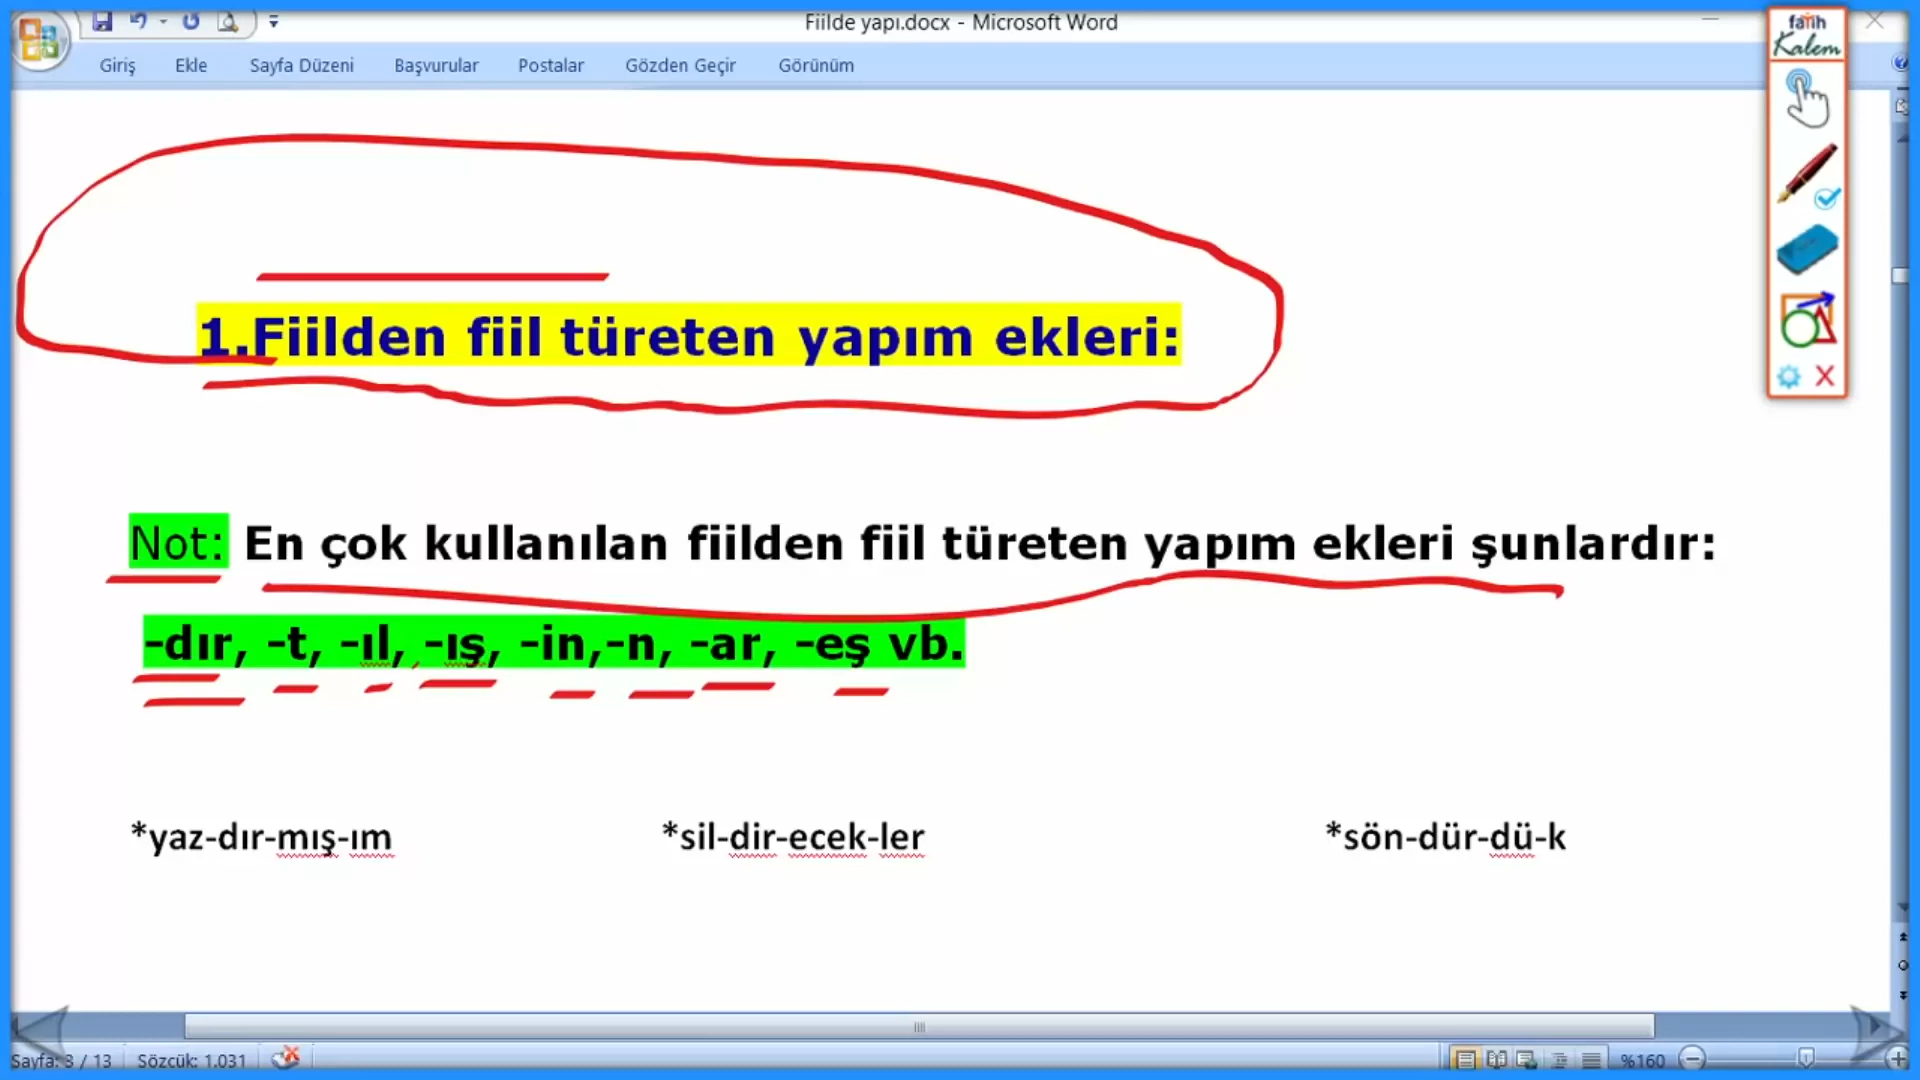 Fiilde yapı.docx - Microsoft Word
fatih
Kalem
Giriş Ekle Sayfa Düzeni Başvurular Postalar Gözden Geçir Görünüm
1.Fiilden fiil türeten yapım ekleri:
Not: En çok kullanılan fiilden fiil türeten yapım ekleri şunlardır:
-dır, -t, -ıl, -ış, -in,-n, -ar, -eş vb.
*yaz-dır-mış-ım *sil-dir-ecek-ler *sön-dür-dü-k
Sayfa: 3 / 13 Sözcük: 1.031 %160